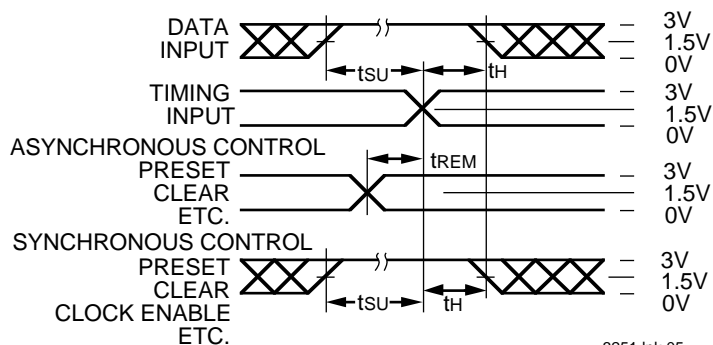 DATA
INPUT
3V
1.5V
0V
tSU
tH
TIMING
INPUT
3V
1.5V
0V
ASYNCHRONOUS CONTROL
PRESET
CLEAR
ETC.
tREM
3V
1.5V
0V
SYNCHRONOUS CONTROL
PRESET
CLEAR
CLOCK ENABLE
ETC.
3V
1.5V
0V
tSU
tH